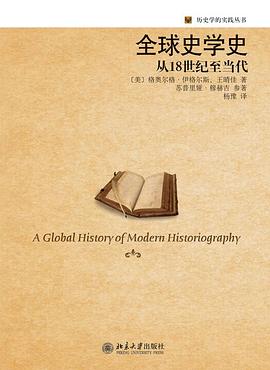 历史学的实践丛书
全球史学史
从18世纪至当代
〔美〕格奥尔格·伊格尔斯、王晴佳 著
苏普里娅·穆赫吉 参著
杨豫 译
A Global History of Modern Historiography
北京大学出版社
PEKING UNIVERSITY PRESS